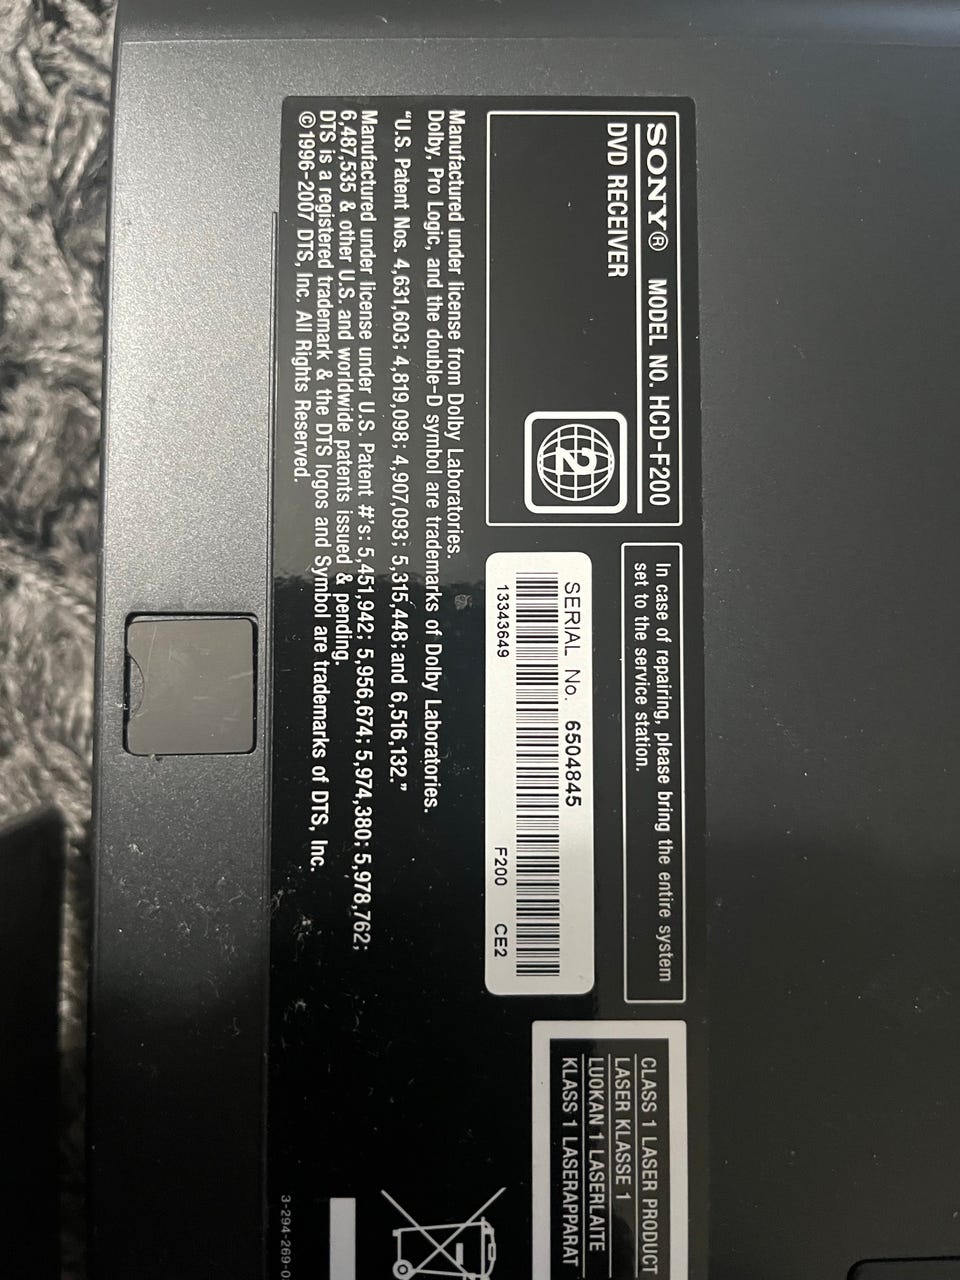 SONY® MODEL NO. HCD-F200
DVD RECEIVER
2
In case of repairing, please bring the entire system
set to the service station.
SERIAL No. 6504845
13343649 F200 CE2
Manufactured under license from Dolby Laboratories.
Dolby, Pro Logic, and the double-D symbol are trademarks of Dolby Laboratories.
"U.S. Patent Nos. 4,631,603; 4,819,098; 4,907,093; 5,315,448; and 6,516,132."
Manufactured under license under U.S. Patent #'s: 5,451,942; 5,956,674; 5,974,380; 5,978,762;
6,487,535 & other U.S. and worldwide patents issued & pending.
DTS is a registered trademark & the DTS logos and Symbol are trademarks of DTS, Inc.
©1996-2007 DTS, Inc. All Rights Reserved.
CLASS 1 LASER PRODUCT
LASER KLASSE 1
LUOKAN 1 LASERLAITE
KLASS 1 LASERAPPARAT